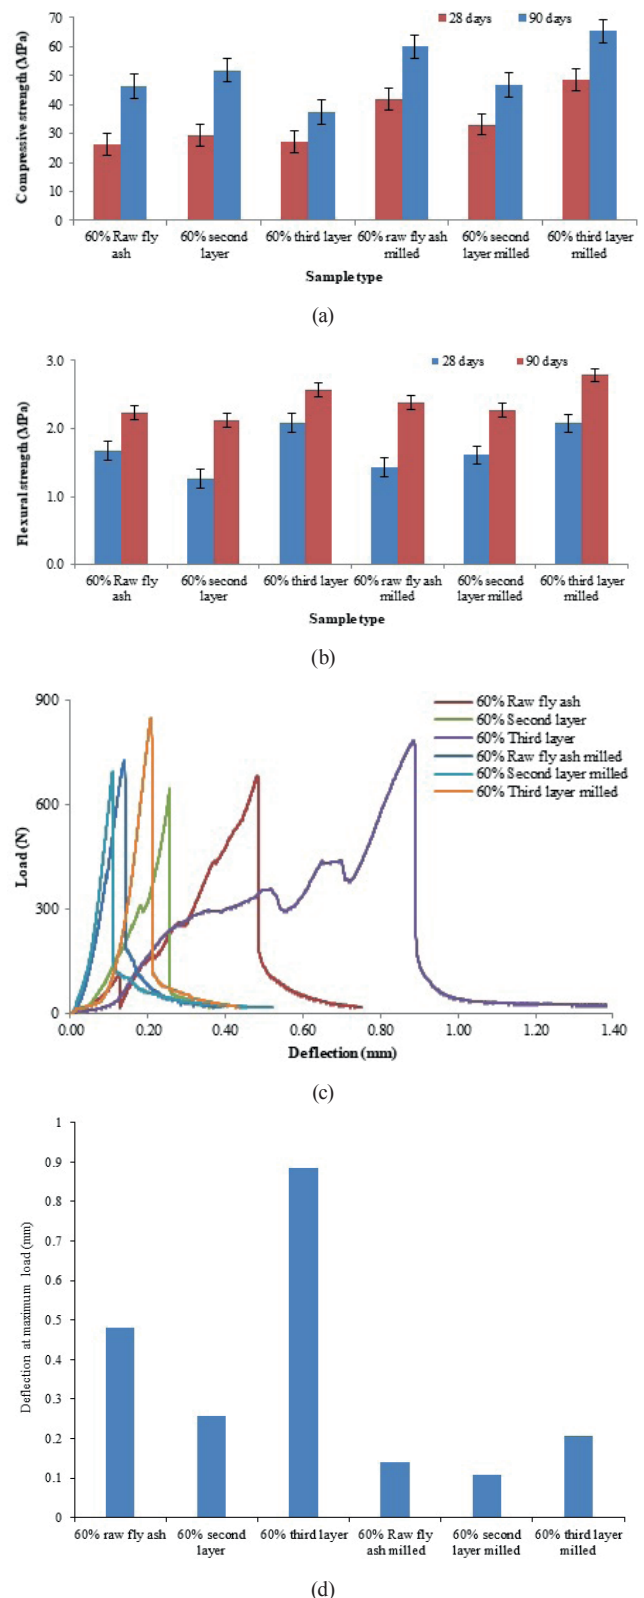 70
60
50
40
30
20
10
0
Compressive strength (MPa)
28 days
90 days
60% Raw fly ash
60% second layer
60% third layer
60% raw fly ash milled
60% second layer milled
60% third layer milled
Sample type
(a)
3.0
2.0
1.0
0.0
Flexural strength (MPa)
28 days
90 days
60% Raw fly ash
60% second layer
60% third layer
60% raw fly ash milled
60% second layer milled
60% third layer milled
Sample type
(b)
900
600
300
0
Load (N)
60% Raw fly ash
60% Second layer
60% Third layer
60% Raw fly ash milled
60% Second layer milled
60% Third layer milled
0.00
0.20
0.40
0.60
0.80
1.00
1.20
1.40
Deflection (mm)
(c)
1
0.9
0.8
0.7
0.6
0.5
0.4
0.3
0.2
0.1
0
Deflection at maximum load (mm)
60% raw fly ash
60% second layer
60% third layer
60% Raw fly ash milled
60% second layer milled
60% third layer milled
(d)